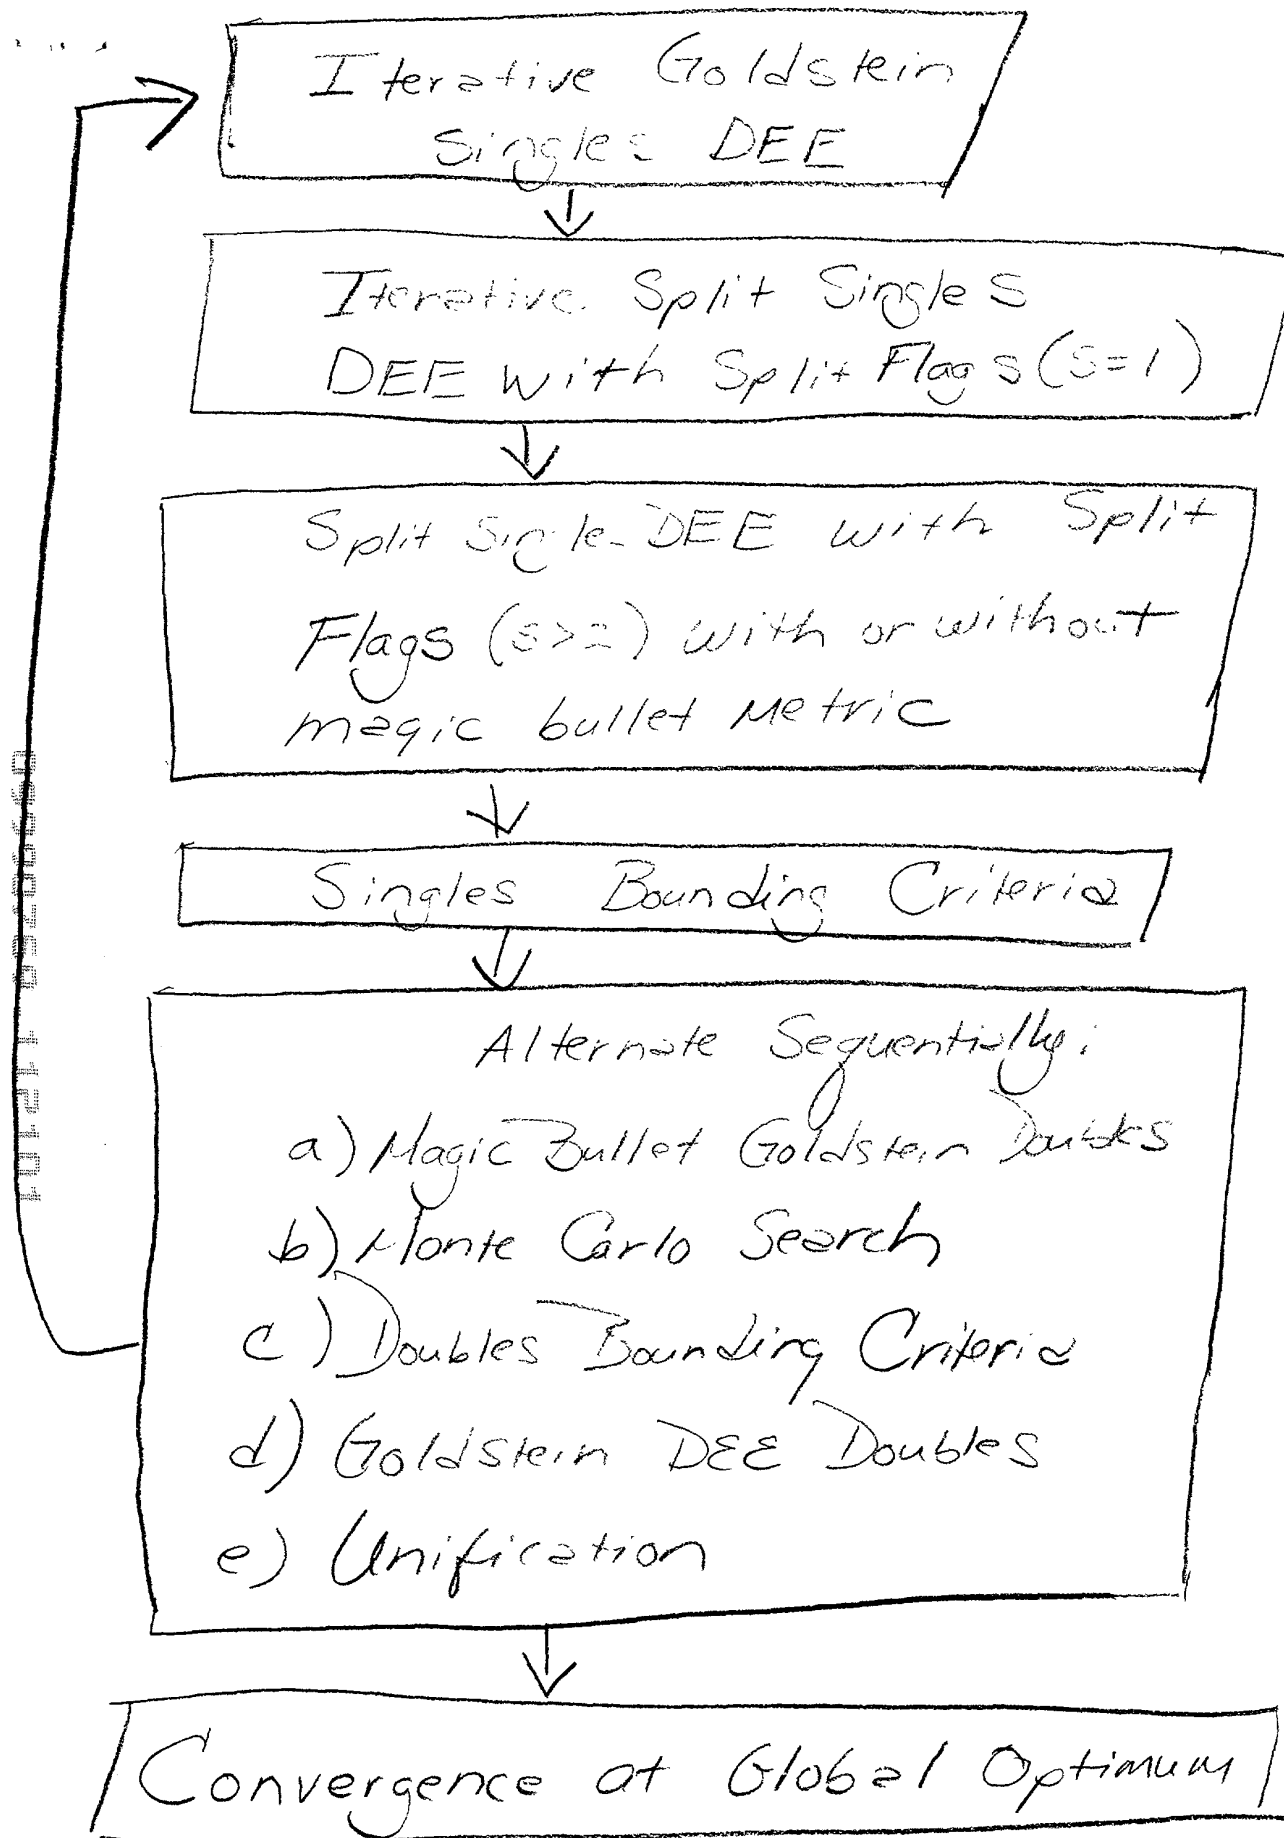 Iterative Goldstein
Singles DEE
Iterative Split Singles
DEE with Split Flags (s=1)
Split Single DEE with Split
Flags (s>2) with or without
magic bullet Metric
Singles Bounding Criteria
Alternate Sequentially:
a) Magic Bullet Goldstein Doubles
b) Monte Carlo Search
c) Doubles Bounding Criteria
d) Goldstein DEE Doubles
e) Unification
Convergence at Global Optimum